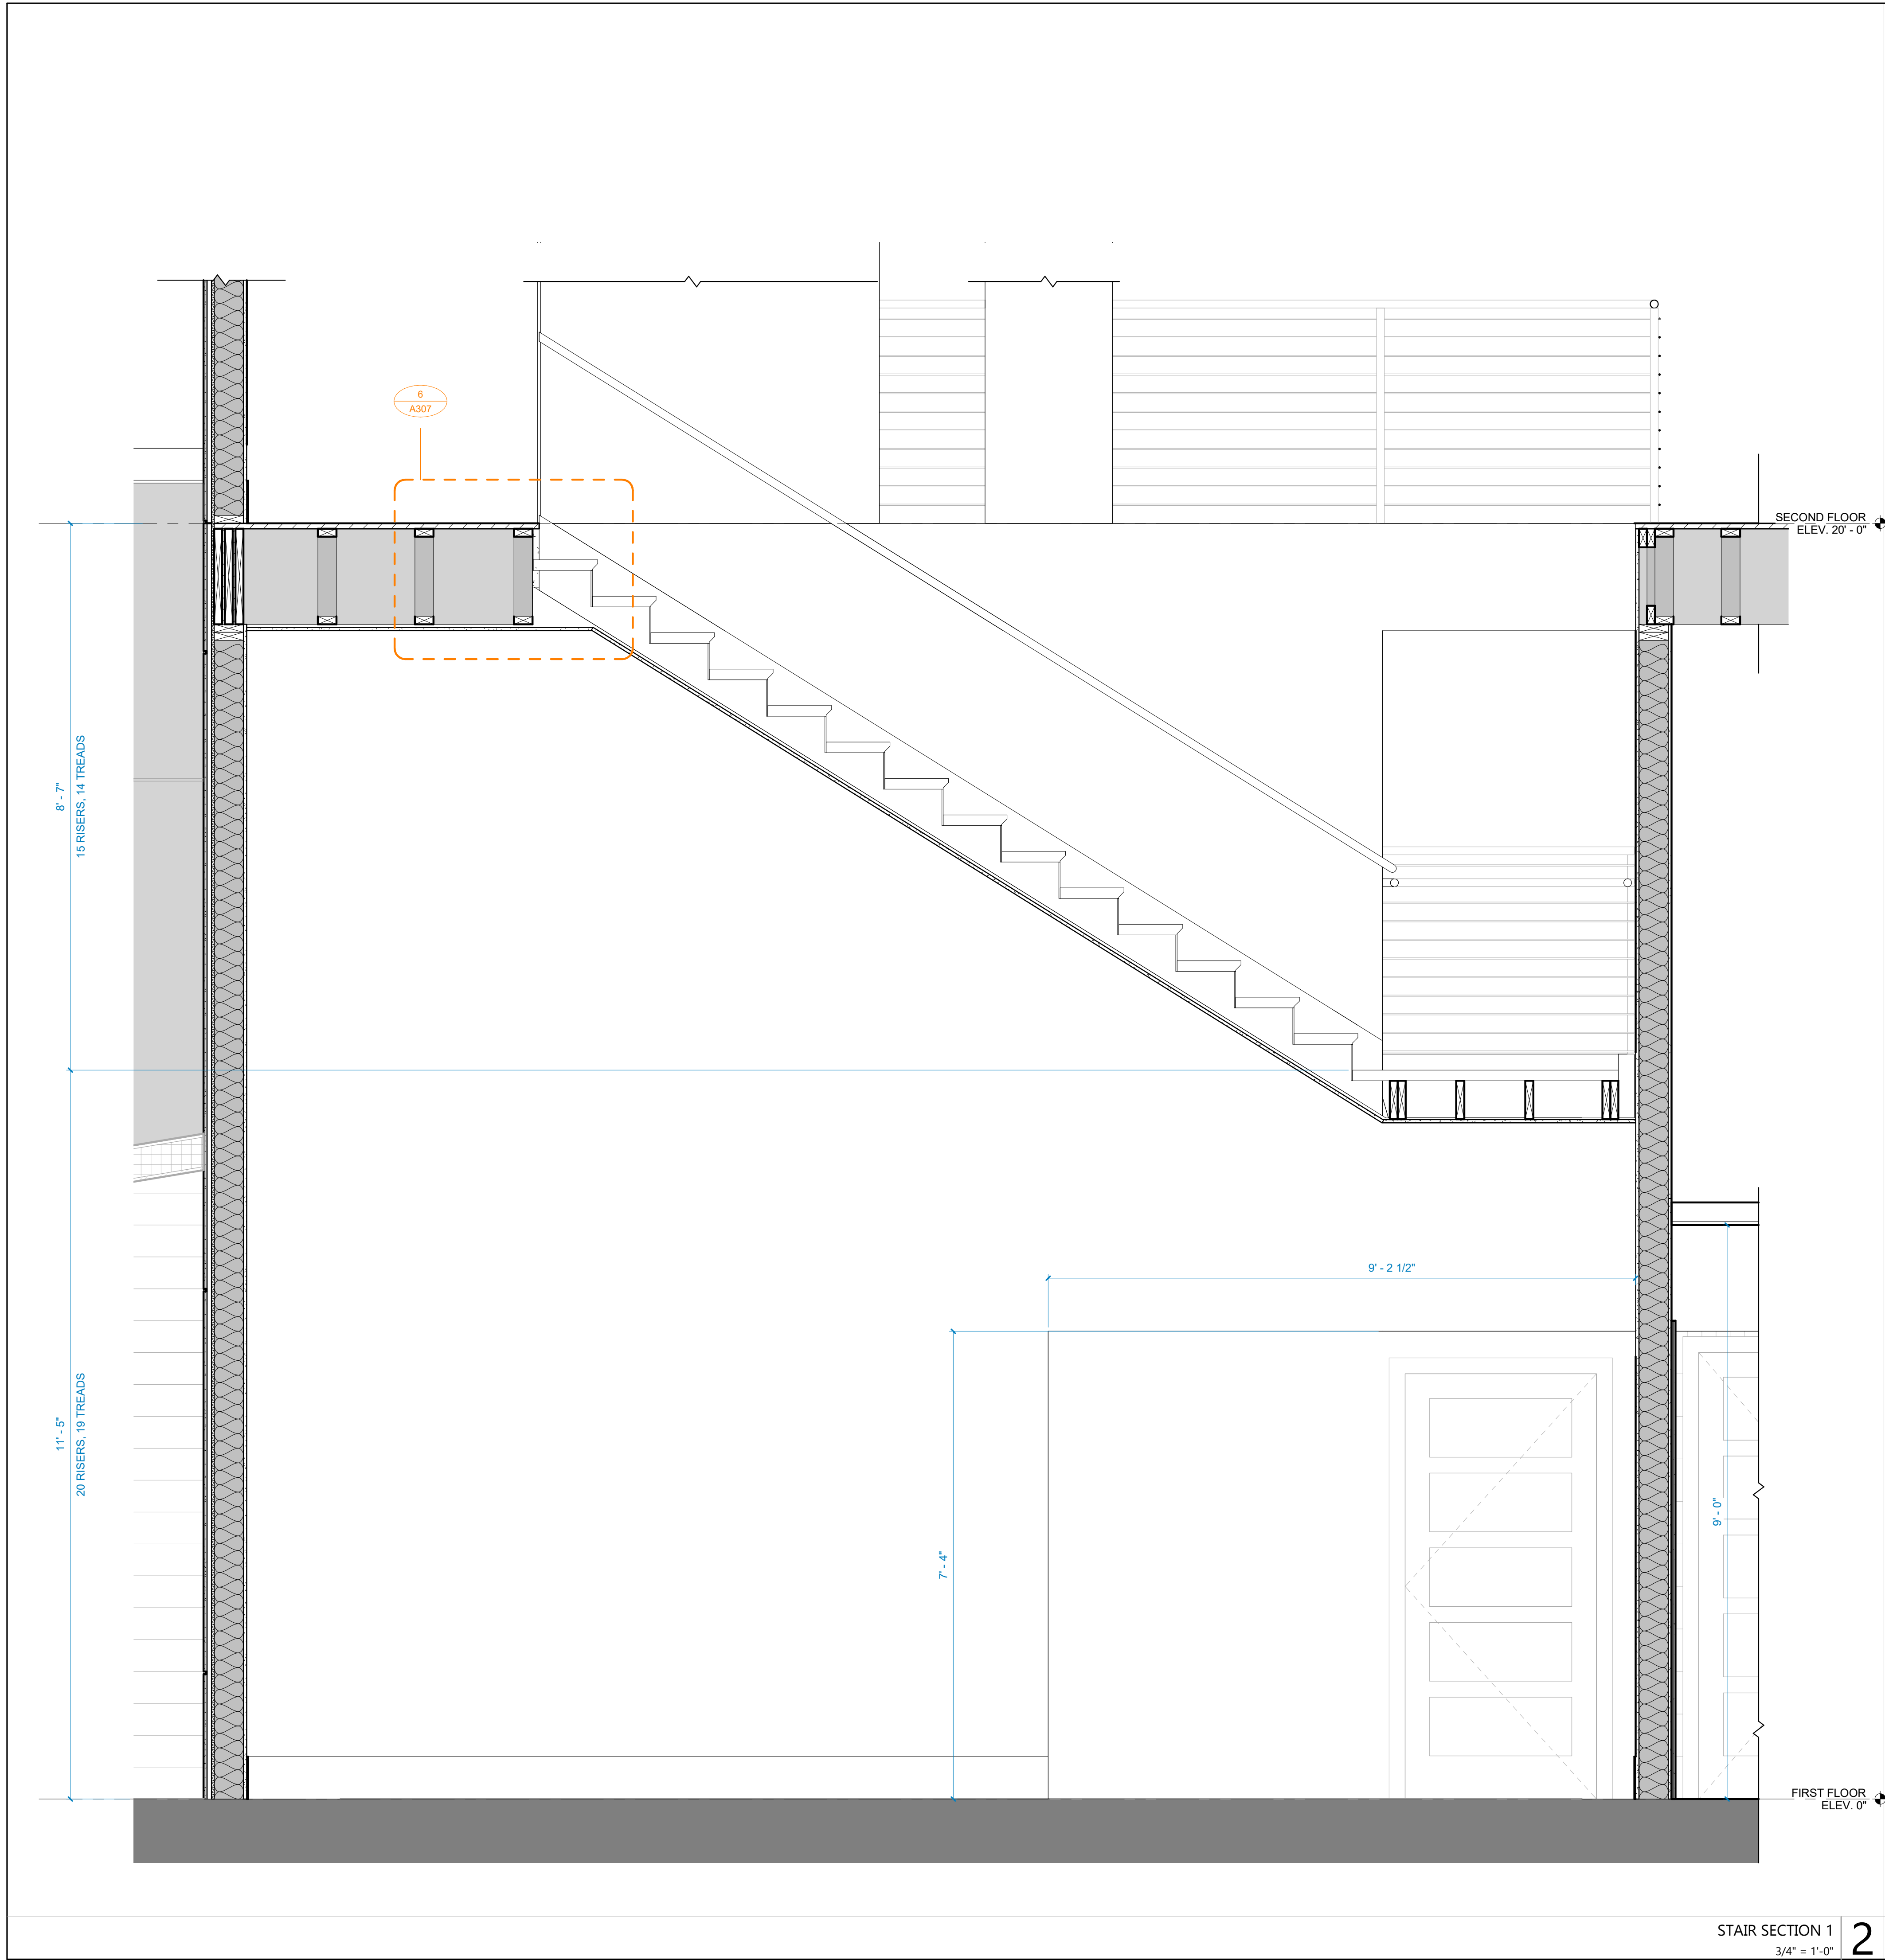 6
A307
SECOND FLOOR
ELEV. 20' - 0"
8' - 7"
15 RISERS, 14 TREADS
9' - 2 1/2"
11' - 5"
20 RISERS, 19 TREADS
7' - 4"
9' - 0"
FIRST FLOOR
ELEV. 0"
STAIR SECTION 1
3/4" = 1'-0"
2